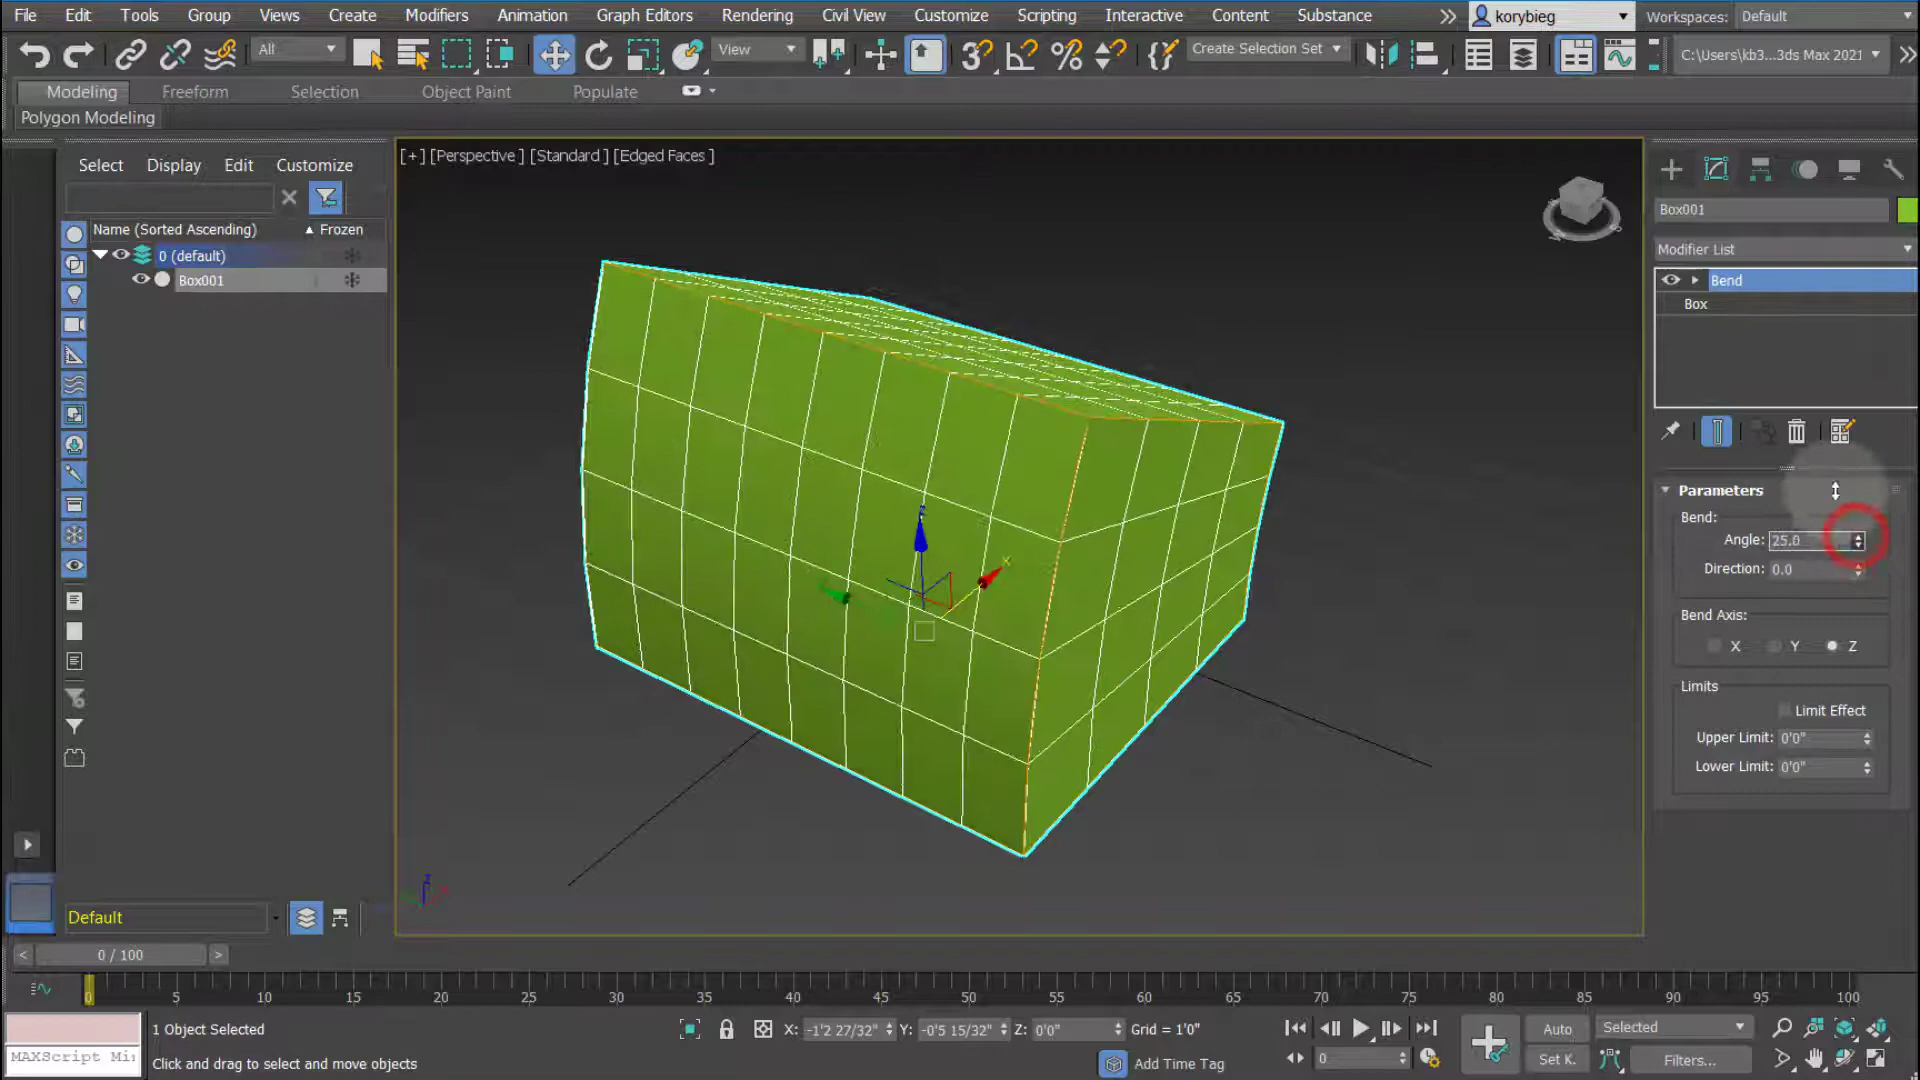 File Edit Tools Group Views Create Modifiers Animation Graph Editors Rendering Civil View Customize Scripting Interactive Content Substance korybieg Workspaces: Default
All View Create Selection Set C:\Users\kb3...3ds Max 2021
Modeling Freeform Selection Object Paint Populate
Polygon Modeling
Select Display Edit Customize
[+] [Perspective ] [Standard ] [Edged Faces ]
Name (Sorted Ascending) Frozen
0 (default)
Box001
Box001
Modifier List
Bend
Box
Parameters
Bend:
Angle: 25.0
Direction: 0.0
Bend Axis:
X Y Z
Limits
Limit Effect
Upper Limit: 0'0"
Lower Limit: 0'0"
Default
0 / 100
0 5 10 15 20 25 30 35 40 45 50 55 60 65 70 75 80 85 90 95 100
1 Object Selected X: -1'2 27/32" Y: -0'5 15/32" Z: 0'0" Grid = 1'0" Auto Selected
MAXScript Mi: Click and drag to select and move objects Add Time Tag 0 Set K. Filters...